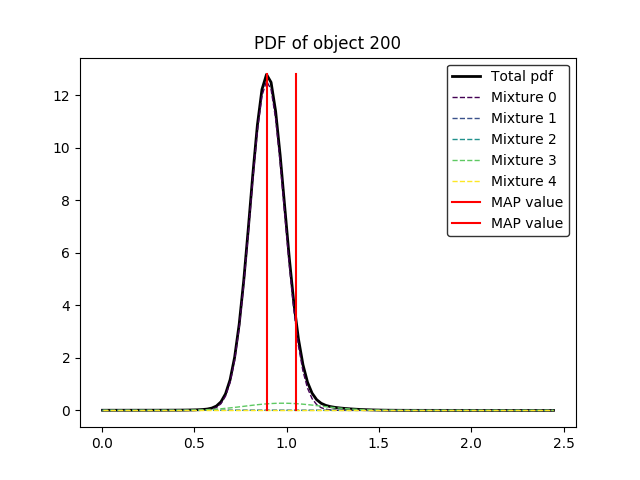 PDF of object 200
Total pdf
Mixture 0
Mixture 1
Mixture 2
Mixture 3
Mixture 4
MAP value
MAP value
12
10
8
6
4
2
0
0.0 0.5 1.0 1.5 2.0 2.5